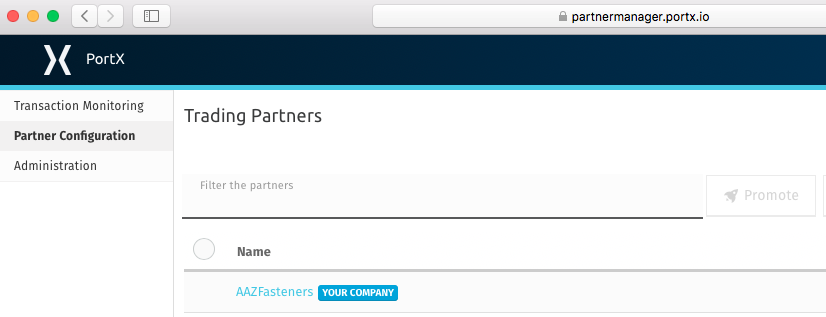 partnermanager.portx.io
PortX
Transaction Monitoring
Partner Configuration
Administration
Trading Partners
Filter the partners
Promote
Name
AAZFasteners YOUR COMPANY